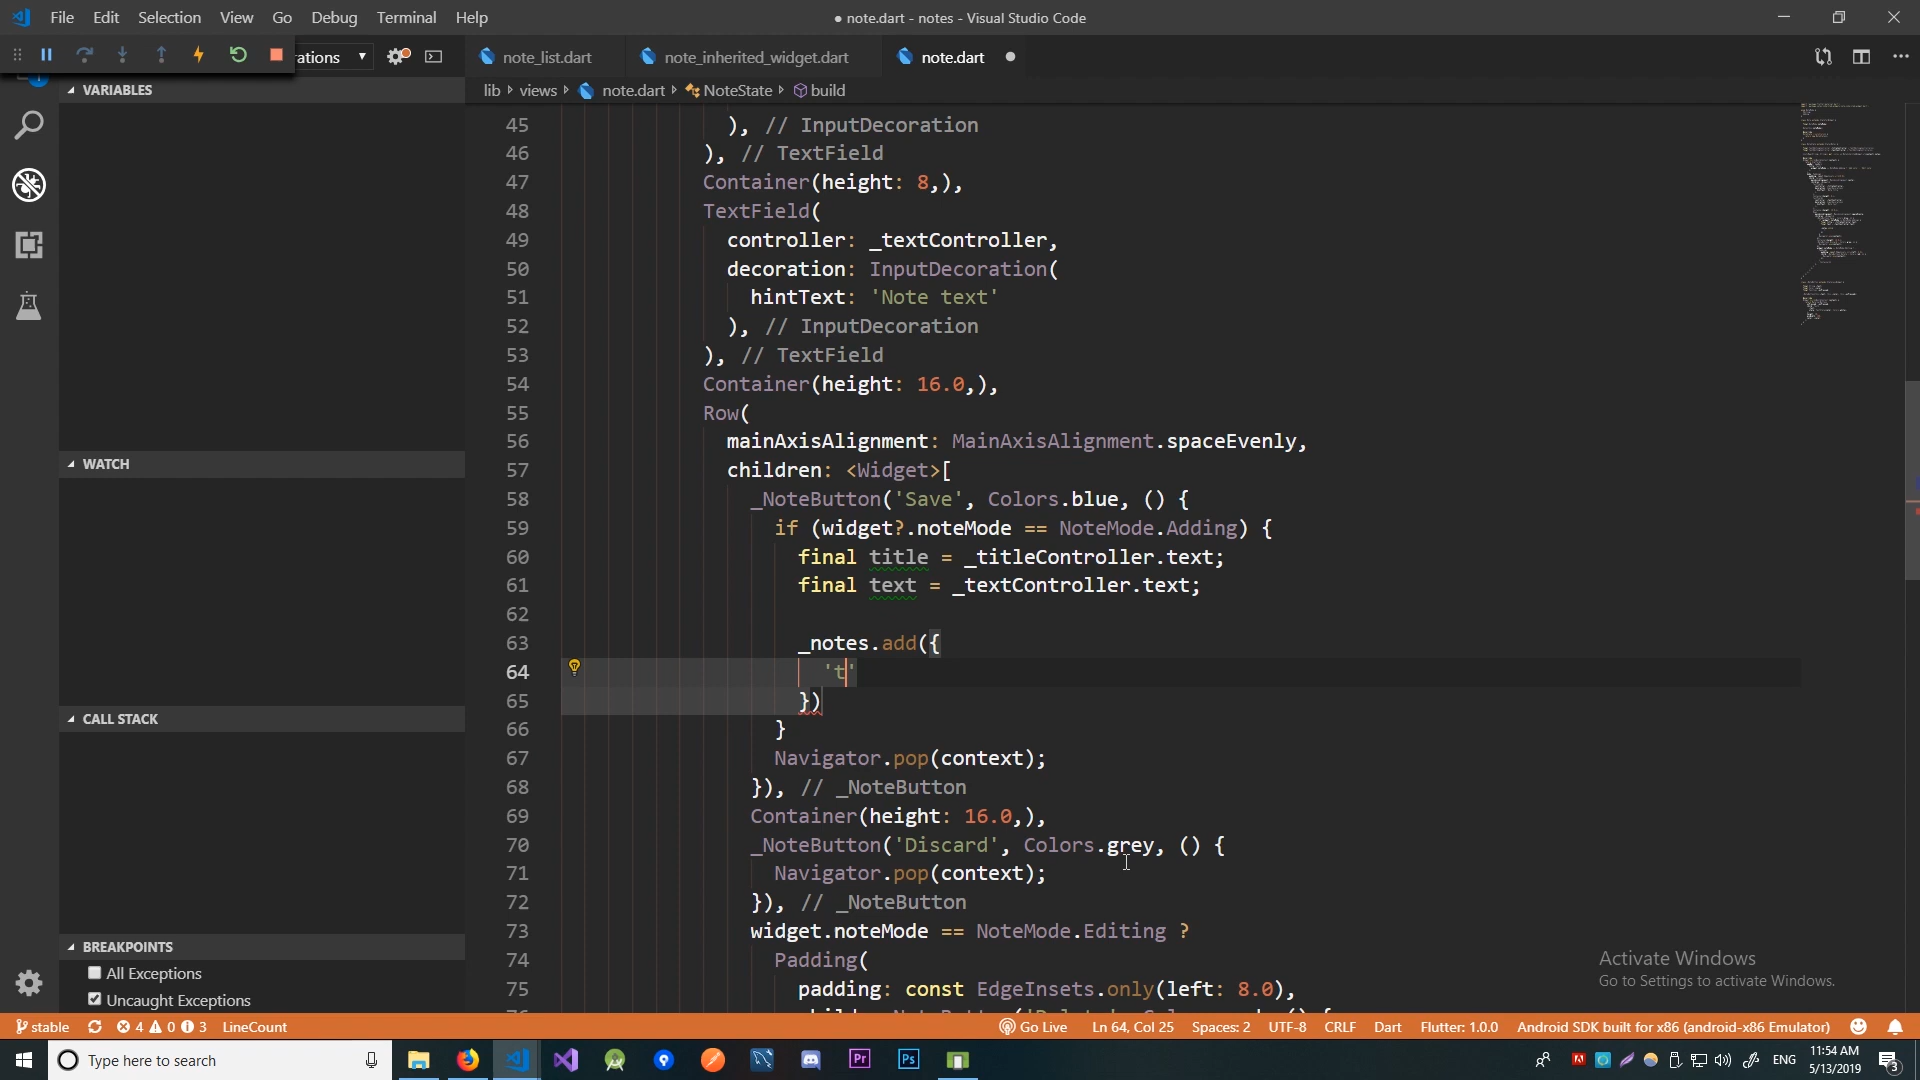 File Edit Selection View Go Debug Terminal Help
● note.dart - notes - Visual Studio Code
ations
note_list.dart
note_inherited_widget.dart
note.dart
lib views note.dart NoteState build
VARIABLES
WATCH
CALL STACK
BREAKPOINTS
All Exceptions
Uncaught Exceptions
45 ), // InputDecoration
46 ), // TextField
47 Container(height: 8,),
48 TextField(
49 controller: _textController,
50 decoration: InputDecoration(
51 hintText: 'Note text'
52 ), // InputDecoration
53 ), // TextField
54 Container(height: 16.0,),
55 Row(
56 mainAxisAlignment: MainAxisAlignment.spaceEvenly,
57 children: <Widget>[
58 _NoteButton('Save', Colors.blue, () {
59 if (widget?.noteMode == NoteMode.Adding) {
60 final title = _titleController.text;
61 final text = _textController.text;
62
63 _notes.add({
64 't'
65 })
66 }
67 Navigator.pop(context);
68 }), // _NoteButton
69 Container(height: 16.0,),
70 _NoteButton('Discard', Colors.grey, () {
71 Navigator.pop(context);
72 }), // _NoteButton
73 widget.noteMode == NoteMode.Editing ?
74 Padding(
75 padding: const EdgeInsets.only(left: 8.0),
Activate Windows
Go to Settings to activate Windows.
stable 4 0 3 LineCount
Go Live Ln 64, Col 25 Spaces: 2 UTF-8 CRLF Dart Flutter: 1.0.0 Android SDK built for x86 (android-x86 Emulator)
Type here to search
Pr Ps
ENG
11:54 AM
5/13/2019
3